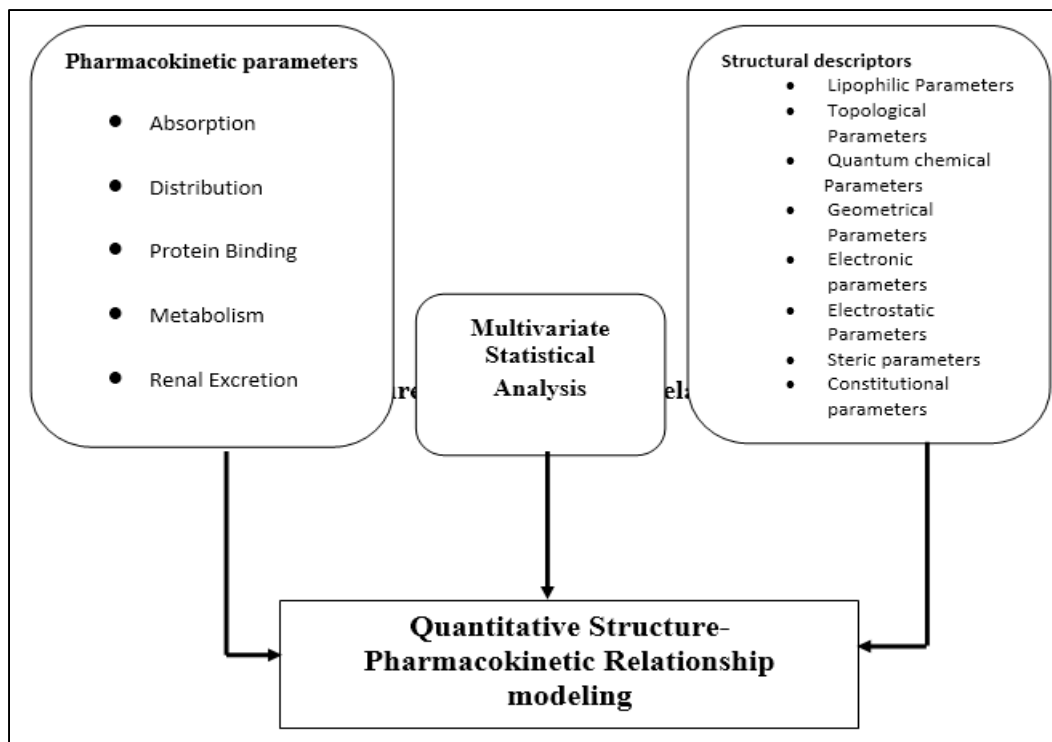 Pharmacokinetic parameters
● Absorption
● Distribution
● Protein Binding
● Metabolism
● Renal Excretion
Multivariate
Statistical
Analysis
Structural descriptors
● Lipophilic Parameters
● Topological
Parameters
● Quantum chemical
Parameters
● Geometrical
Parameters
● Electronic
parameters
● Electrostatic
Parameters
● Steric parameters
● Constitutional
parameters
Quantitative Structure-
Pharmacokinetic Relationship
modeling